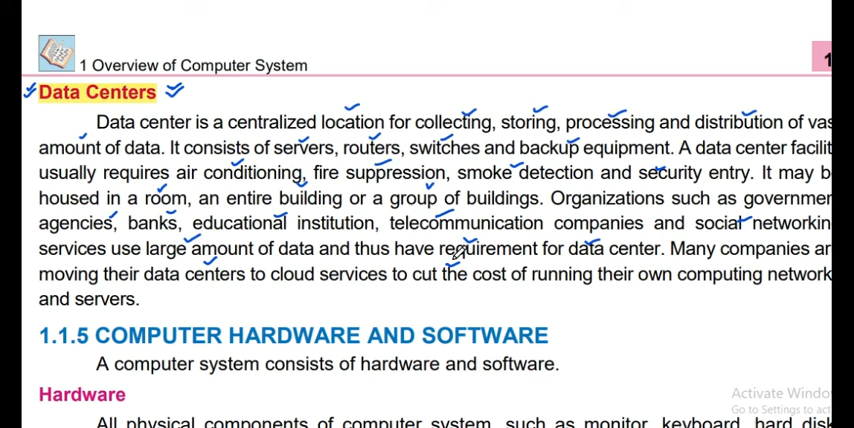 1 Overview of Computer System
1
Data Centers
Data center is a centralized location for collecting, storing, processing and distribution of
amount of data. It consists of servers, routers, switches and backup equipment. A data center
usually requires air conditioning, fire suppression, smoke detection and security entry. It may
housed in a room, an entire building or a group of buildings. Organizations such as
agencies, banks, educational institution, telecommunication companies and social
services use large amount of data and thus have requirement for data center. Many companies
moving their data centers to cloud services to cut the cost of running their own computing network
and servers.
1.1.5 COMPUTER HARDWARE AND SOFTWARE
A computer system consists of hardware and software.
Hardware
Activate
Go to Settings to
All physical components of computer system, such as monitor, keyboard, hard disk